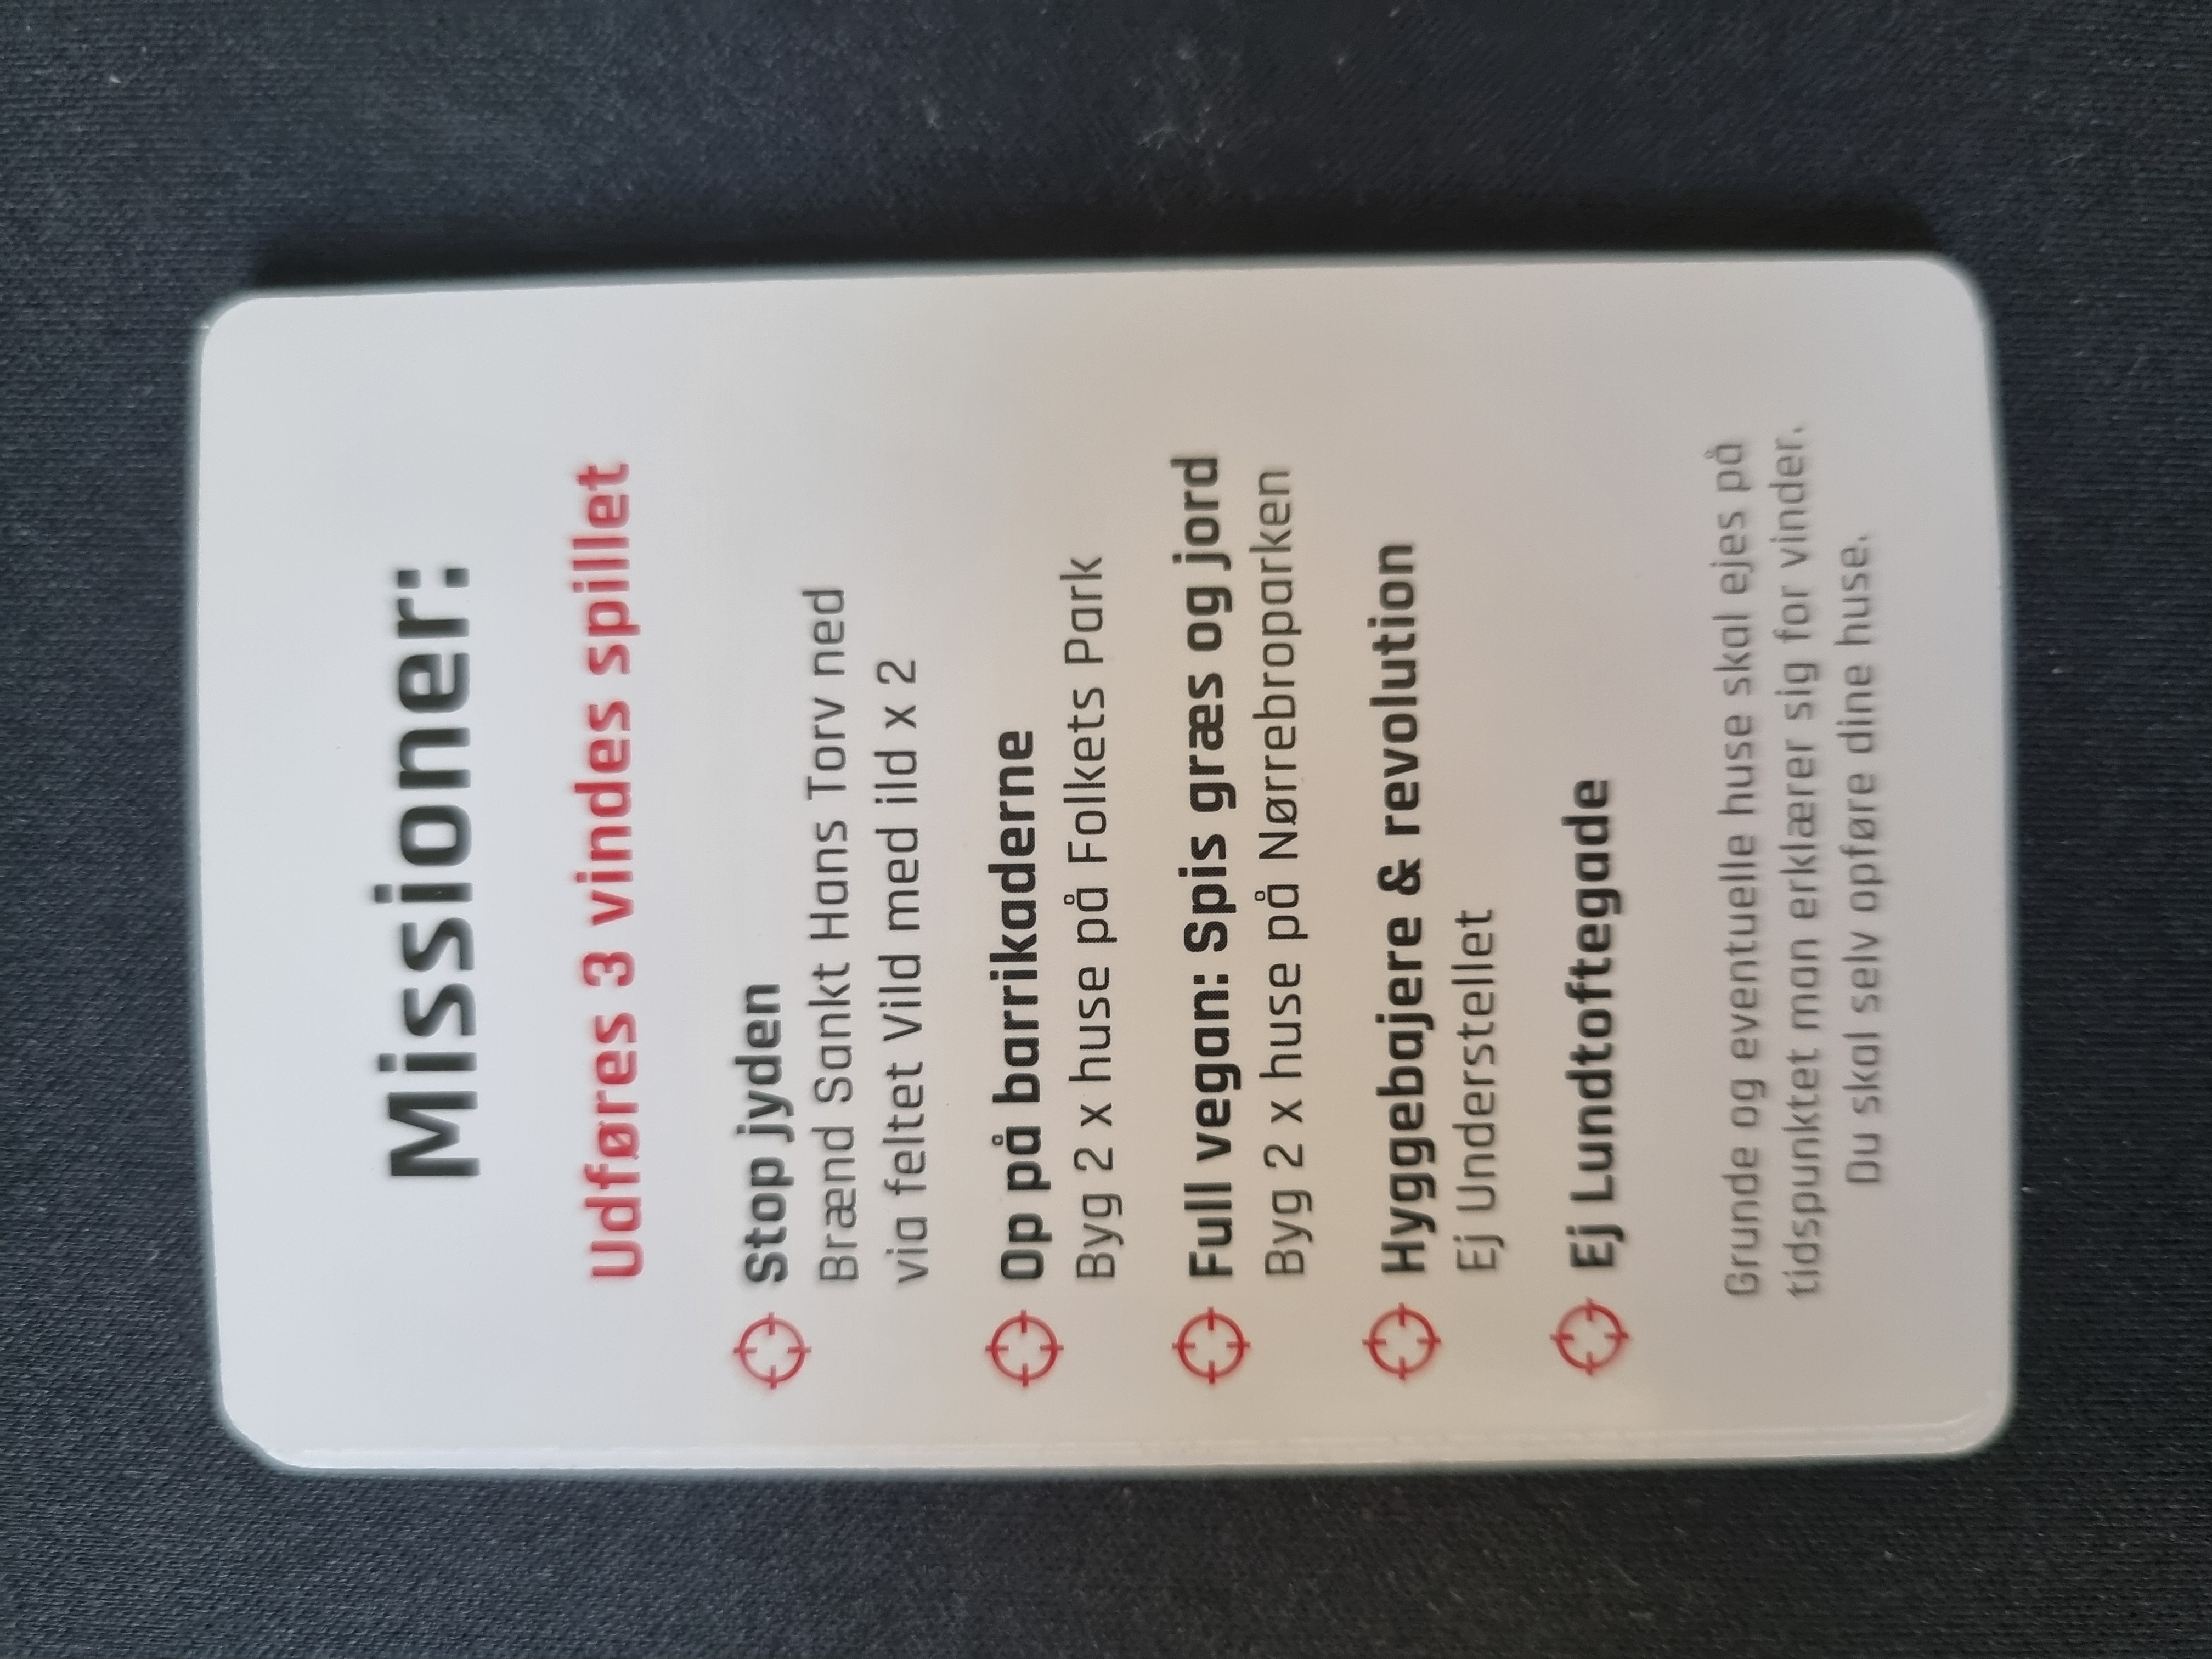 Missioner:
Udføres 3 vindes spillet
Stop jyden
Brænd Sankt Hans Torv ned
via feltet Vild med ild x 2
Op på barrikaderne
Byg 2 x huse på Folkets Park
Full vegan: Spis græs og jord
Byg 2 x huse på Nørrebroparken
Hyggebajere & revolution
Ej Understellet
Ej Lundtoftegade
Grunde og eventuelle huse skal ejes på
tidspunktet man erklærer sig for vinder.
Du skal selv opføre dine huse.